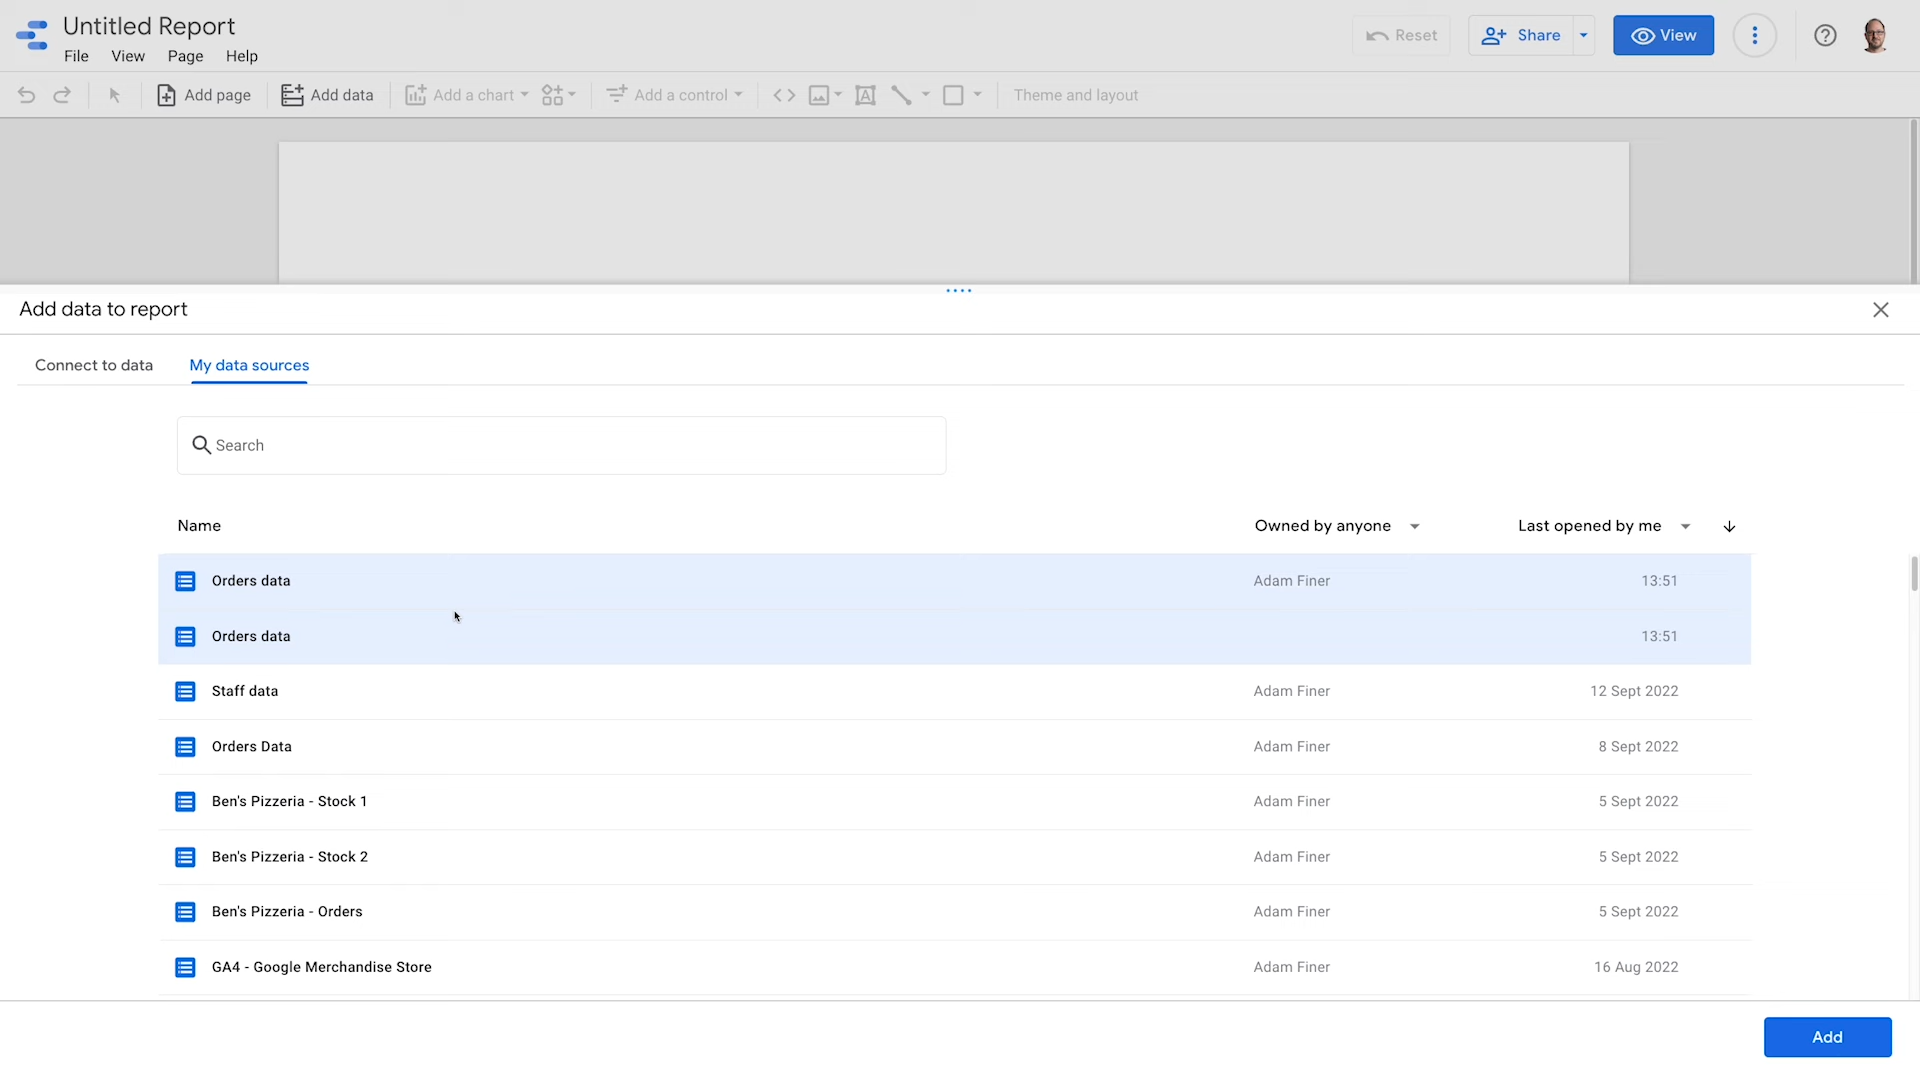 Untitled Report
File View Page Help
Reset Share View
Add page Add data Add a chart Add a control Theme and layout
Add data to report
Connect to data My data sources
Search
Name Owned by anyone Last opened by me
Orders data Adam Finer 13:51
Orders data 13:51
Staff data Adam Finer 12 Sept 2022
Orders Data Adam Finer 8 Sept 2022
Ben's Pizzeria - Stock 1 Adam Finer 5 Sept 2022
Ben's Pizzeria - Stock 2 Adam Finer 5 Sept 2022
Ben's Pizzeria - Orders Adam Finer 5 Sept 2022
GA4 - Google Merchandise Store Adam Finer 16 Aug 2022
Add